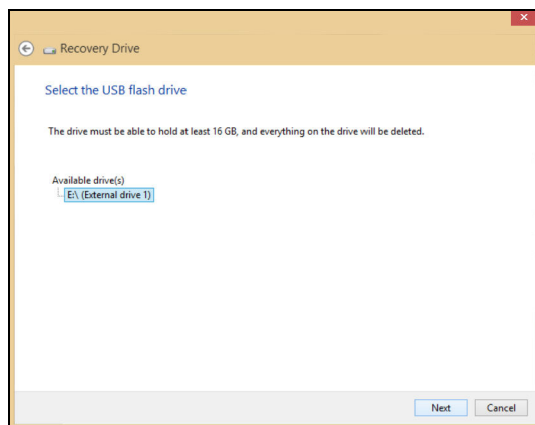 Recovery Drive
Select the USB flash drive
The drive must be able to hold at least 16 GB, and everything on the drive will be deleted.
Available drive(s)
E:\ (External drive 1)
Next Cancel